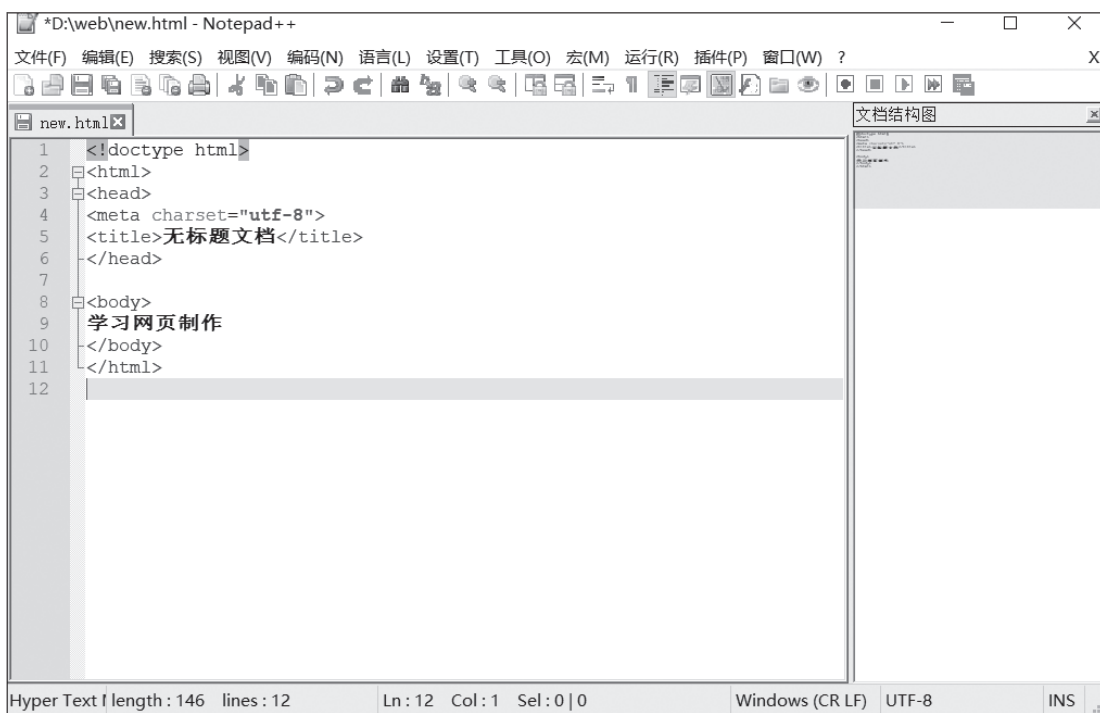 *D:\web\new.html - Notepad++
文件(F) 编辑(E) 搜索(S) 视图(V) 编码(N) 语言(L) 设置(T) 工具(O) 宏(M) 运行(R) 插件(P) 窗口(W) ? X
new.html
文档结构图
1 <!doctype html>
2 <html>
3 <head>
4 <meta charset="utf-8">
5 <title>无标题文档</title>
6 </head>
7
8 <body>
9 学习网页制作
10 </body>
11 </html>
12
Hyper Text length : 146 lines : 12 Ln : 12 Col : 1 Sel : 0 | 0 Windows (CR LF) UTF-8 INS